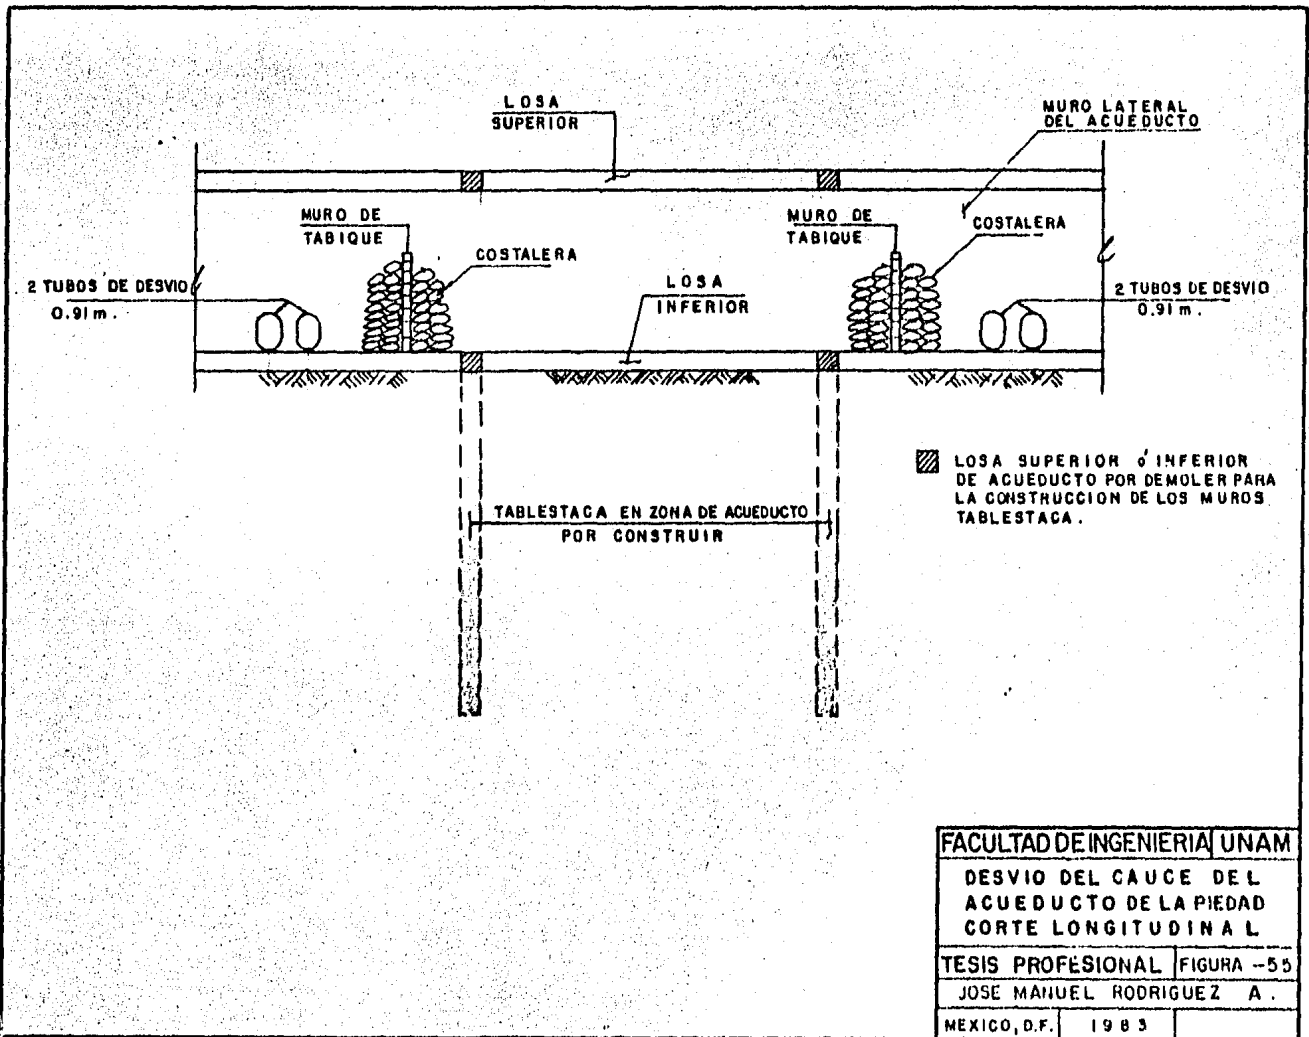 LOSA
SUPERIOR
MURO LATERAL
DEL ACUEDUCTO
MURO DE
TABIQUE
COSTALERA
MURO DE
TABIQUE
COSTALERA
2 TUBOS DE DESVIO
0.91 m.
LOSA
INFERIOR
2 TUBOS DE DESVIO
0.91 m.
LOSA SUPERIOR ó INFERIOR
DE ACUEDUCTO POR DEMOLER PARA
LA CONSTRUCCION DE LOS MUROS
TABLESTACA.
TABLESTACA EN ZONA DE ACUEDUCTO
POR CONSTRUIR
FACULTAD DE INGENIERIA UNAM
DESVIO DEL CAUCE DEL
ACUEDUCTO DE LA PIEDAD
CORTE LONGITUDINAL
TESIS PROFESIONAL FIGURA -55
JOSE MANUEL RODRIGUEZ A.
MEXICO, D.F. 1983